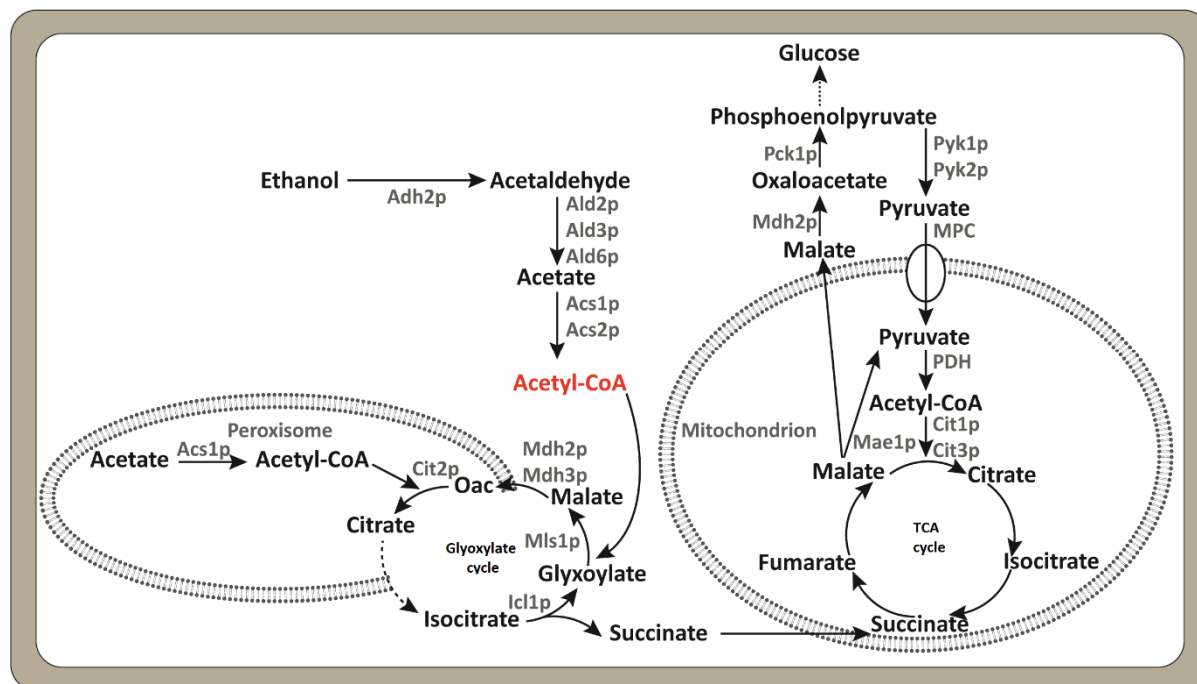 Glucose
Phosphoenolpyruvate
Pck1p
Pyk1p
Pyk2p
Ethanol
Adh2p
Acetaldehyde
Oxaloacetate
Ald2p
Ald3p
Ald6p
Mdh2p
Pyruvate
MPC
Malate
Acetate
Acs1p
Acs2p
Pyruvate
PDH
Acetyl-CoA
Acetyl-CoA
Cit1p
Cit3p
Mitochondrion
Mae1p
Peroxisome
Acetate
Acs1p
Acetyl-CoA
Cit2p
Mdh2p
Mdh3p
Oac
Malate
Malate
Citrate
Citrate
Mls1p
Glyoxylate
cycle
TCA
cycle
Glyxoylate
Fumarate
Isocitrate
Icl1p
Isocitrate
Succinate
Succinate